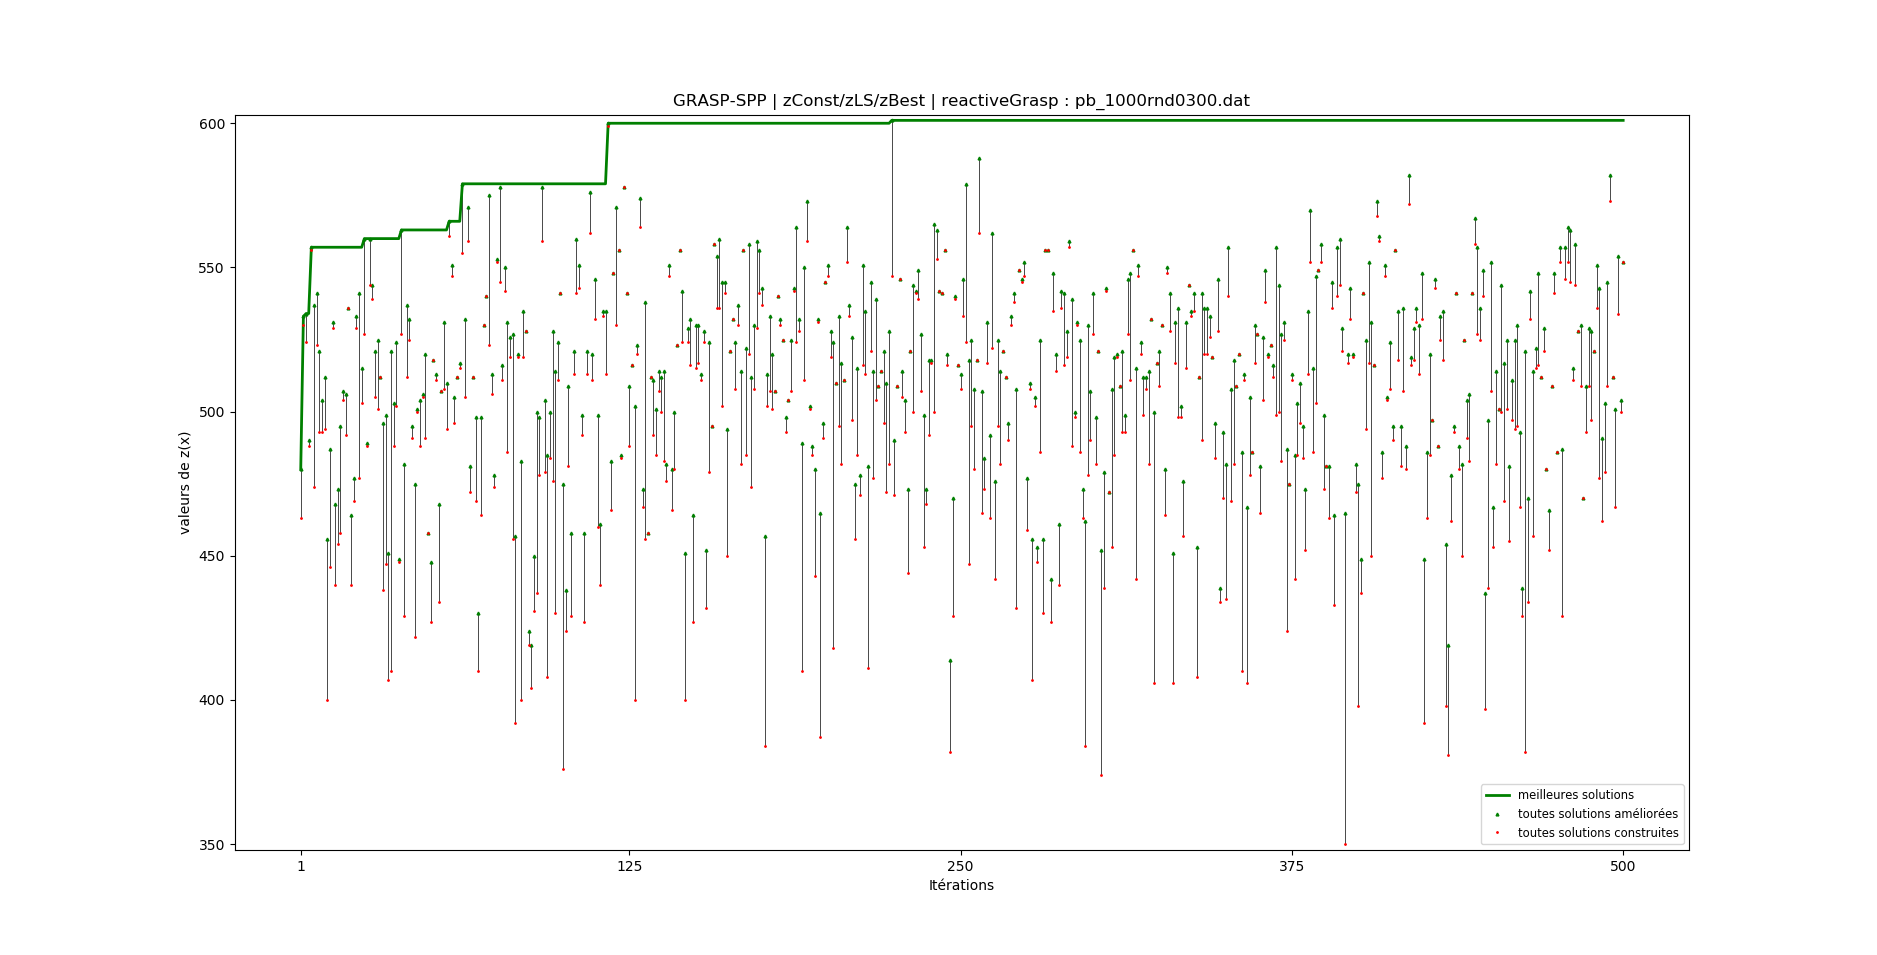 GRASP-SPP | zConst/zLS/zBest | reactiveGrasp : pb_1000rnd0300.dat
600
550
500
450
400
350
valeurs de z(x)
1
125
250
375
500
Itérations
meilleures solutions
toutes solutions améliorées
toutes solutions construites